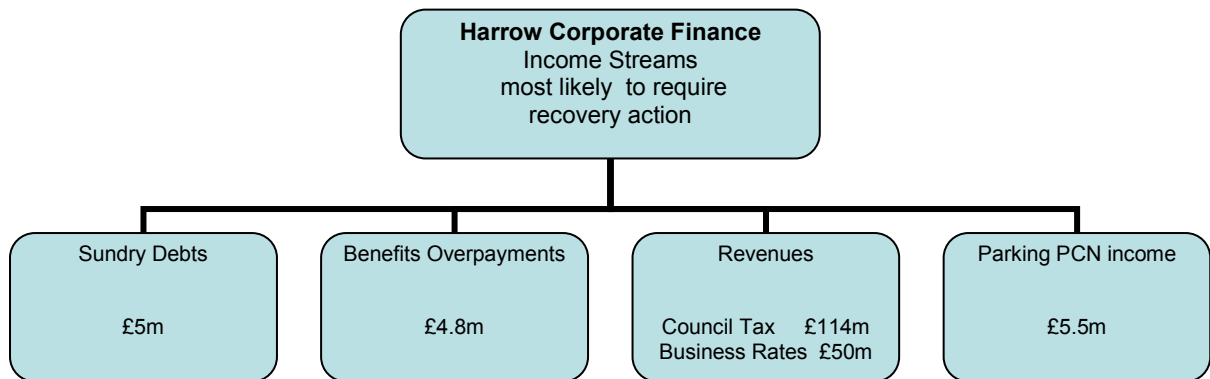 Harrow Corporate Finance
Income Streams
most likely to require
recovery action
Sundry Debts
£5m
Benefits Overpayments
£4.8m
Revenues
Council Tax £114m
Business Rates £50m
Parking PCN income
£5.5m